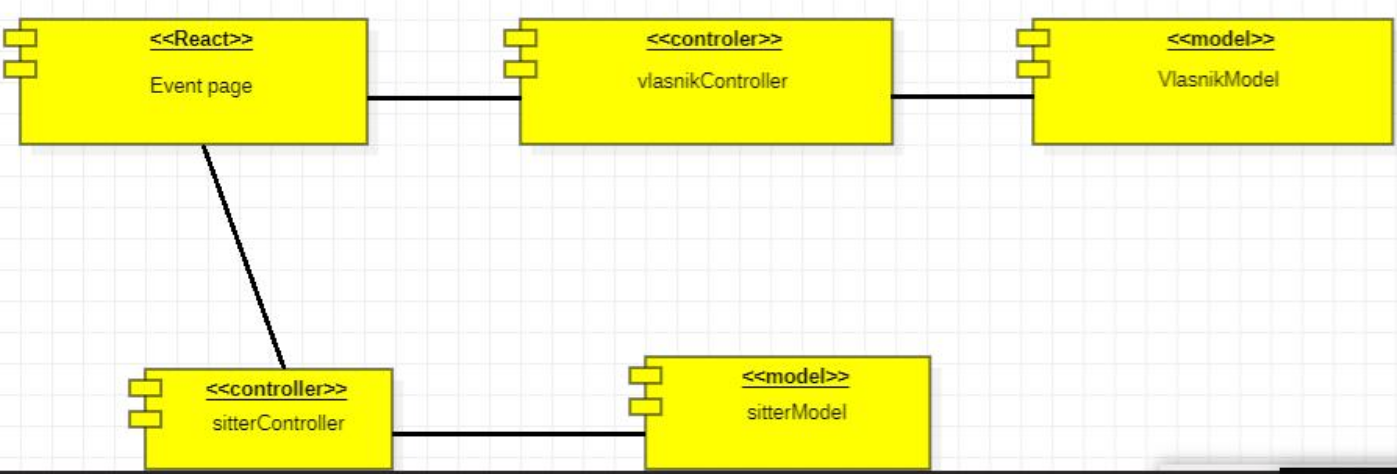 <<React>>
Event page
<<controler>>
vlasnikController
<<model>>
VlasnikModel
<<controller>>
sitterController
<<model>>
sitterModel